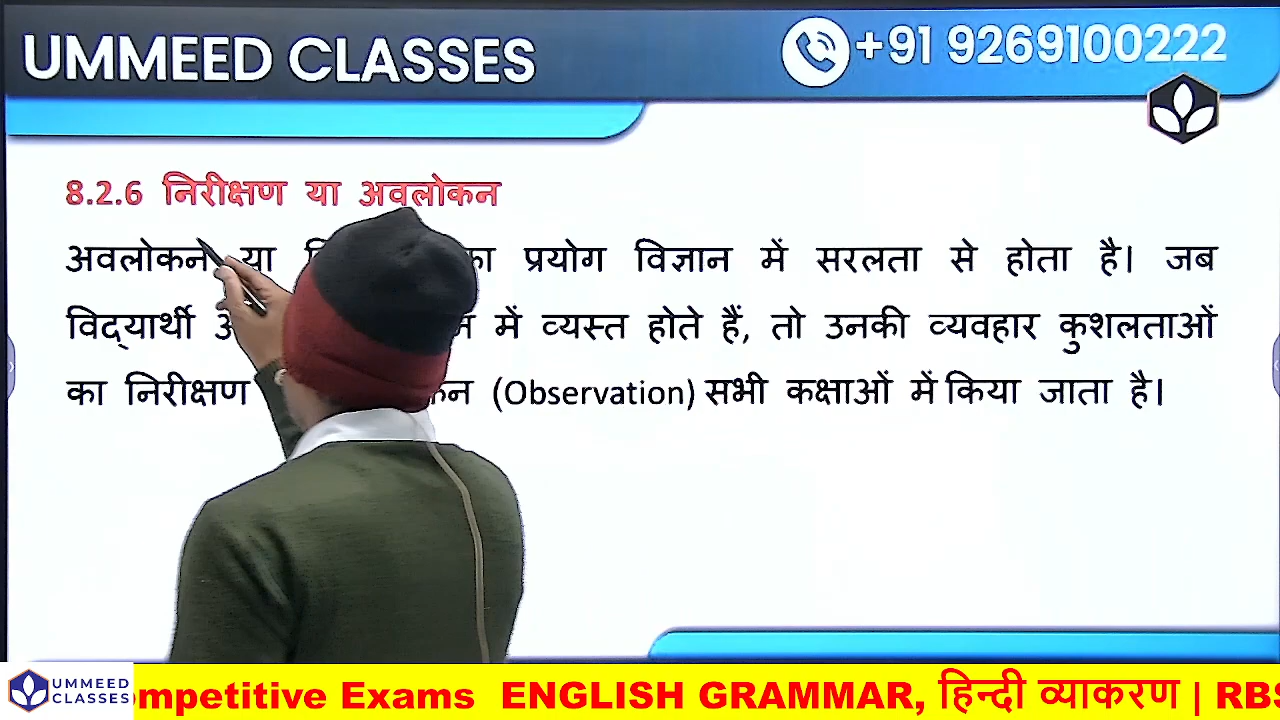 UMMEED CLASSES
+91 9269100222
8.2.6 निरीक्षण या अवलोकन
अवलोकन या का प्रयोग विज्ञान में सरलता से होता है। जब
विद्यार्थी में व्यस्त होते हैं, तो उनकी व्यवहार कुशलताओं
का निरीक्षण (Observation) सभी कक्षाओं में किया जाता है।
UMMEED
CLASSES
ompetitive Exams ENGLISH GRAMMAR, हिन्दी व्याकरण | RBS